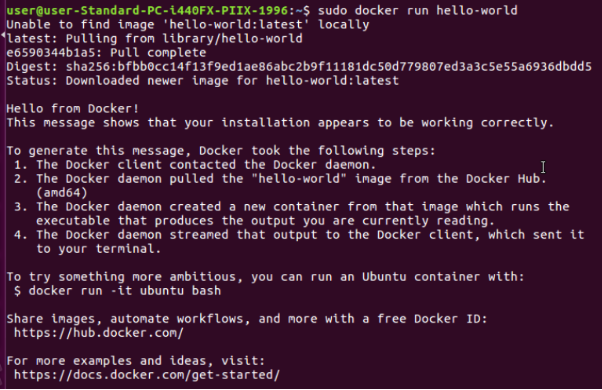 user@user-Standard-PC-i440FX-PIIX-1996:~$ sudo docker run hello-world
Unable to find image 'hello-world:latest' locally
latest: Pulling from library/hello-world
e6590344b1a5: Pull complete
Digest: sha256:bfbb0cc14f13f9ed1ae86abc2b9f11181dc50d779807ed3a3c5e55a6936dbdd5
Status: Downloaded newer image for hello-world:latest

Hello from Docker!
This message shows that your installation appears to be working correctly.

To generate this message, Docker took the following steps:
 1. The Docker client contacted the Docker daemon.
 2. The Docker daemon pulled the "hello-world" image from the Docker Hub.
    (amd64)
 3. The Docker daemon created a new container from that image which runs the
    executable that produces the output you are currently reading.
 4. The Docker daemon streamed that output to the Docker client, which sent it
    to your terminal.

To try something more ambitious, you can run an Ubuntu container with:
 $ docker run -it ubuntu bash

Share images, automate workflows, and more with a free Docker ID:
 https://hub.docker.com/

For more examples and ideas, visit:
 https://docs.docker.com/get-started/